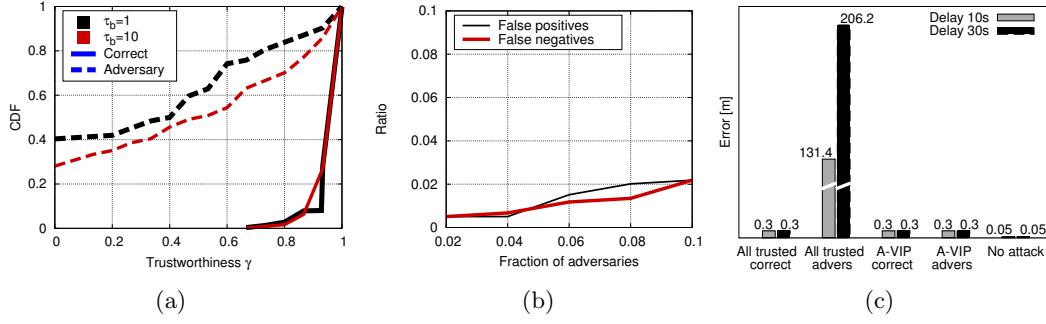 1
0.8
0.6
0.4
0.2
0
CDF
τb=1
τb=10
Correct
Adversary
0 0.2 0.4 0.6 0.8 1
Trustworthiness γ
(a)
0.1
0.08
0.06
0.04
0.02
0
Ratio
False positives
False negatives
0.02 0.04 0.06 0.08 0.1
Fraction of adversaries
(b)
Error [m]
206.2
Delay 10s
Delay 30s
131.4
0.3 0.3 0.3 0.3 0.3 0.3 0.05 0.05
All trusted All trusted A-VIP A-VIP No attack
correct advers correct advers
(c)